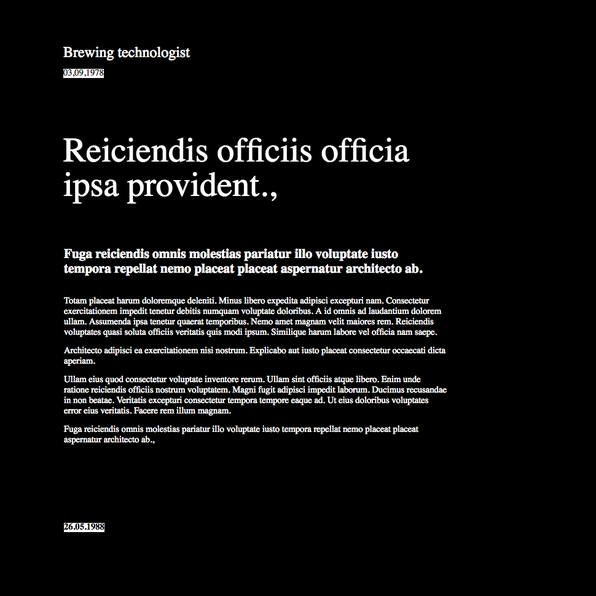 Brewing technologist
03,09,1978
Reiciendis officiis officia
ipsa provident.,
Fuga reiciendis omnis molestias pariatur illo voluptate iusto
tempora repellat nemo placeat placeat aspernatur architecto ab.
Totam placeat harum doloremque deleniti. Minus libero expedita adipisci excepturi nam. Consectetur
exercitationem impedit tenetur debitis numquam voluptate doloribus. A id omnis ad laudantium dolorem
ullam. Assumenda ipsa tenetur quaerat temporibus. Nemo amet magnam velit maiores rem. Reiciendis
voluptates quasi soluta officiis veritatis quis modi ipsum. Similique harum labore vel officia nam saepe.
Architecto adipisci ea exercitationem nisi nostrum. Explicabo aut iusto placeat consectetur occaecati dicta
aperiam.
Ullam eius quod consectetur voluptate inventore rerum. Ullam sint officiis atque libero. Enim unde
ratione reiciendis officiis nostrum voluptatem. Magni fugit adipisci impedit laborum. Ducimus recusandae
in non beatae. Veritatis excepturi consectetur tempora tempore eaque ad. Ut eius doloribus voluptates
error eius veritatis. Facere rem illum magnam.
Fuga reiciendis omnis molestias pariatur illo voluptate iusto tempora repellat nemo placeat placeat
aspernatur architecto ab.,
26.05.1988